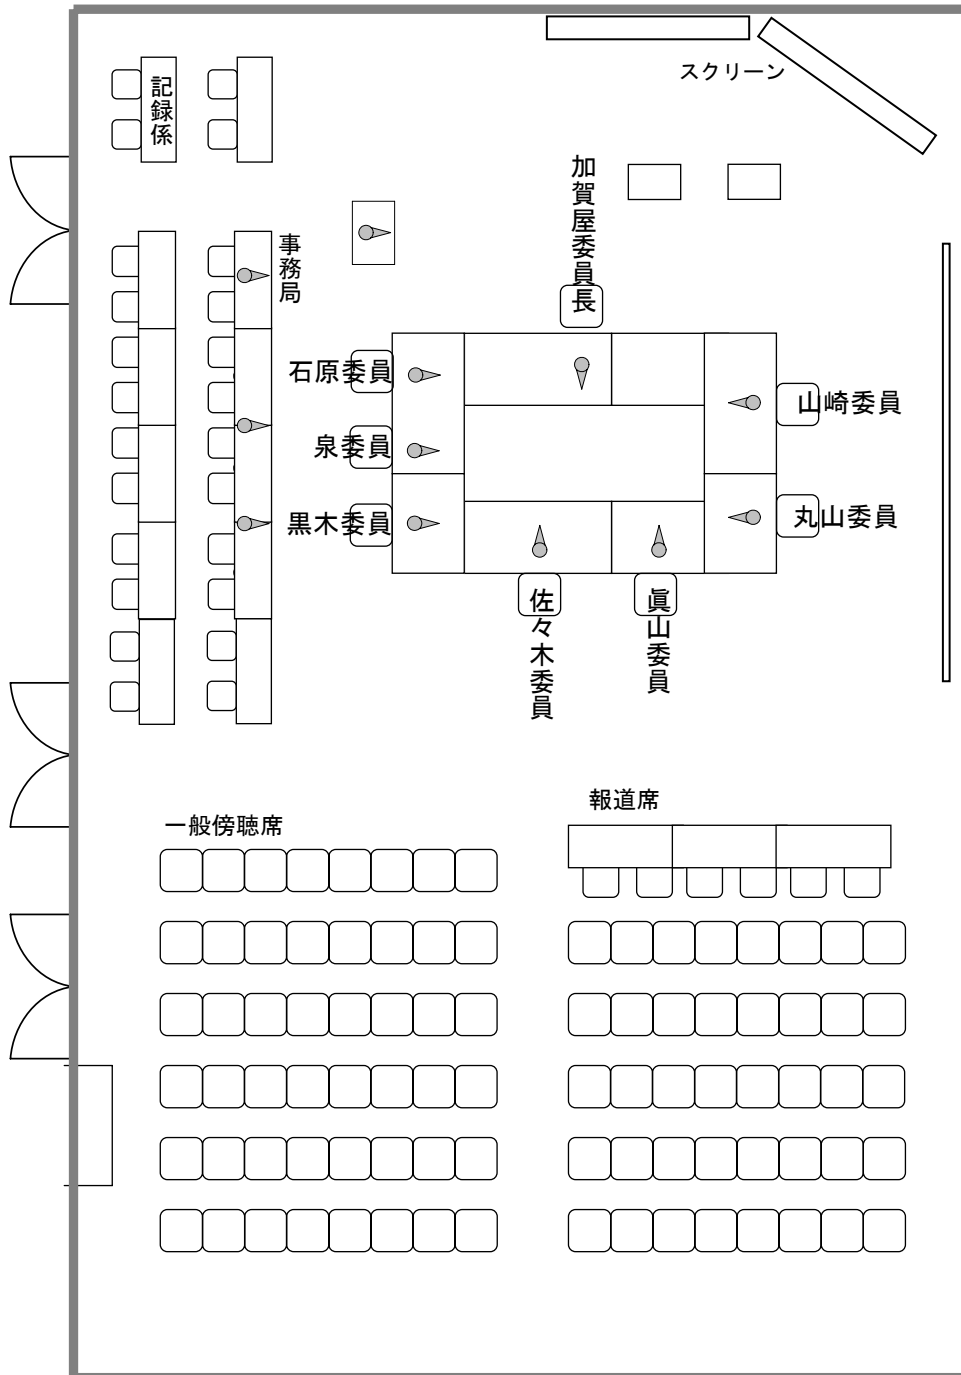 スクリーン
記録係
加賀屋委員長
事務局
石原委員
山崎委員
泉委員
黒木委員
丸山委員
佐々木委員
眞山委員
報道席
一般傍聴席